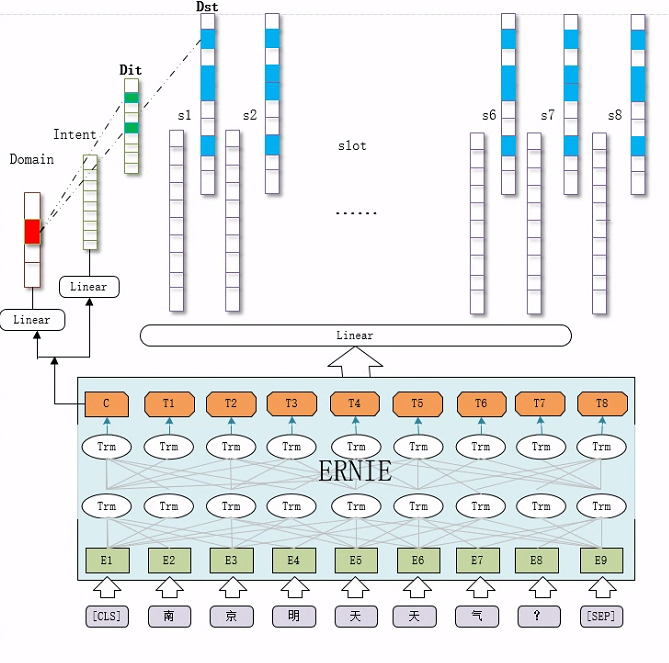 Dst
Dit
s1 s2 s6 s7 s8
Intent
slot
Domain
......
Linear
Linear
Linear
C T1 T2 T3 T4 T5 T6 T7 T8
Trm Trm Trm Trm Trm Trm Trm Trm Trm
ERNIE
Trm Trm Trm Trm Trm Trm Trm Trm Trm
E1 E2 E3 E4 E5 E6 E7 E8 E9
[CLS] 南 京 明 天 天 气 ? [SEP]